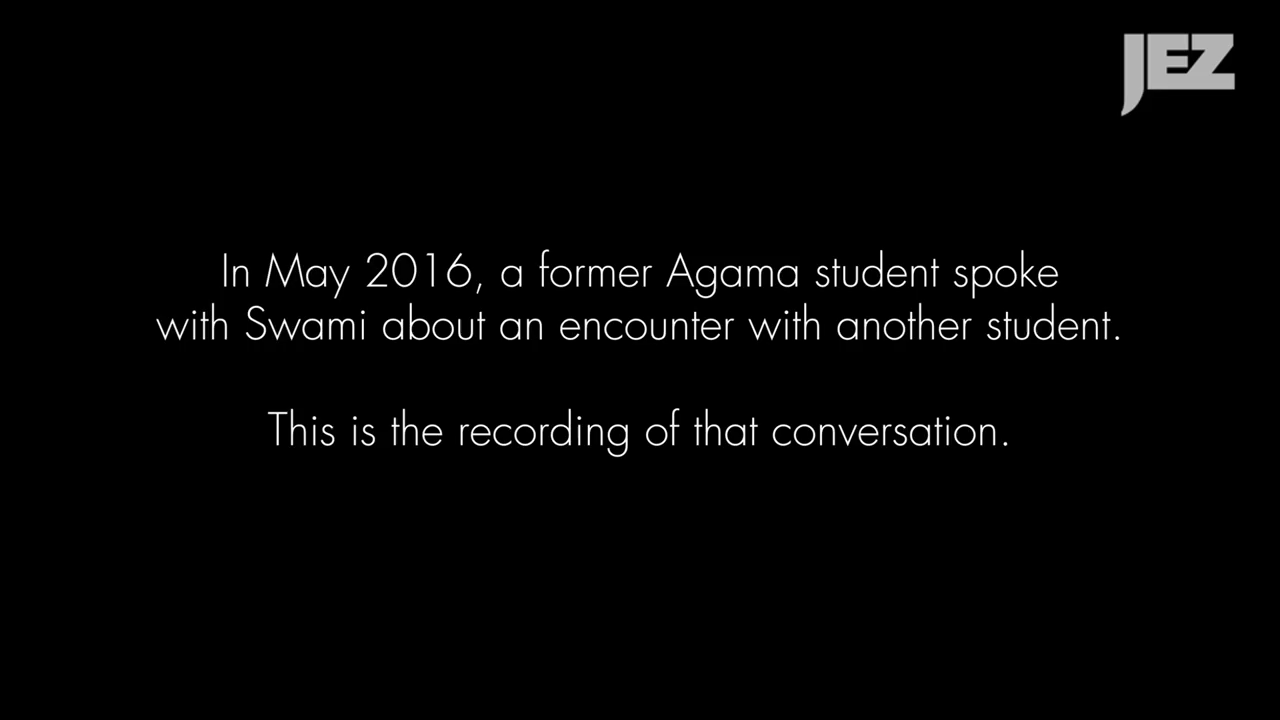 JEZ
In May 2016, a former Agama student spoke
with Swami about an encounter with another student.
This is the recording of that conversation.